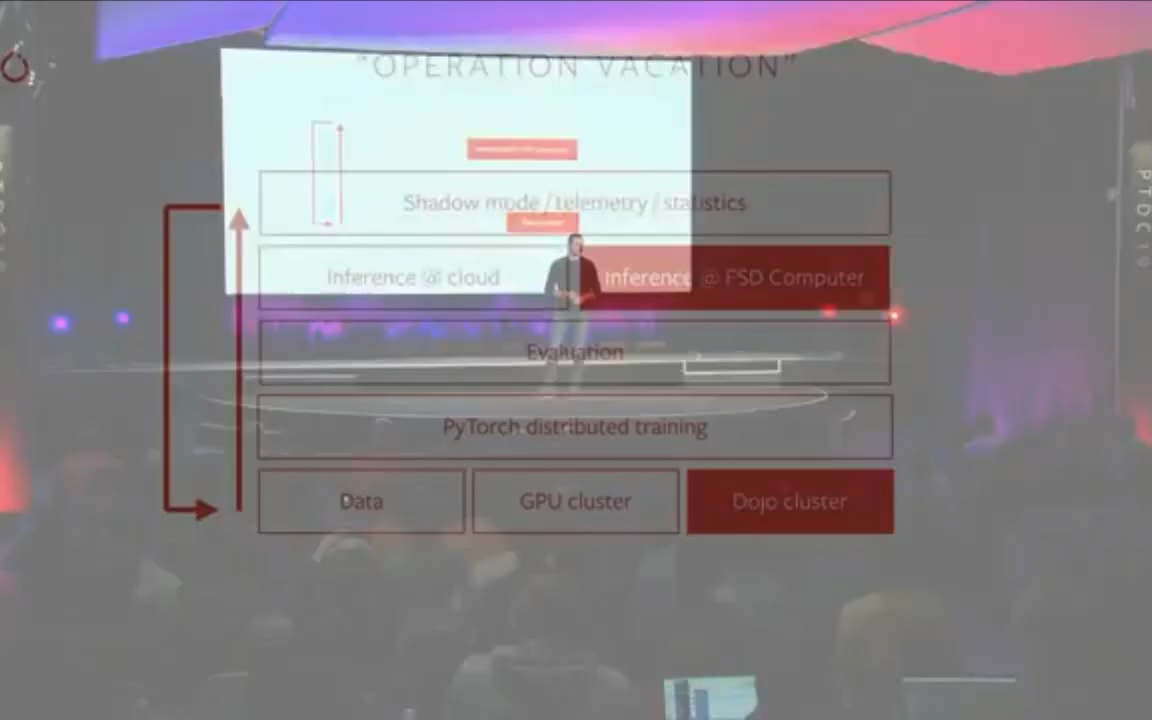 "OPERATION VACATION"
Shadow mode / telemetry / statistics
Inference @ cloud
Inference @ FSD Computer
Evaluation
PyTorch distributed training
Data
GPU cluster
Dojo cluster
PTDC19